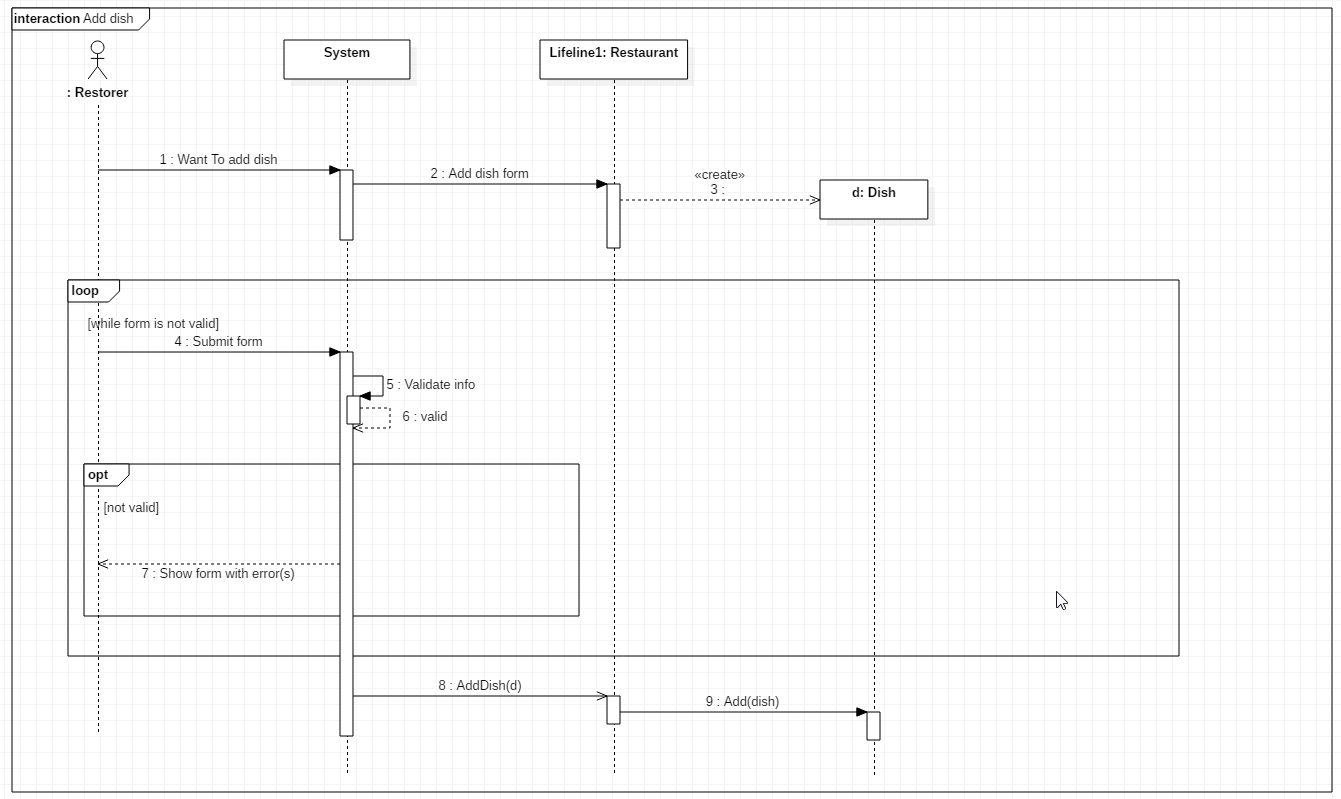 interaction Add dish
: Restorer
System
Lifeline1: Restaurant
1 : Want To add dish
2 : Add dish form
«create»
3 :
d: Dish
loop
[while form is not valid]
4 : Submit form
5 : Validate info
6 : valid
opt
[not valid]
7 : Show form with error(s)
8 : AddDish(d)
9 : Add(dish)